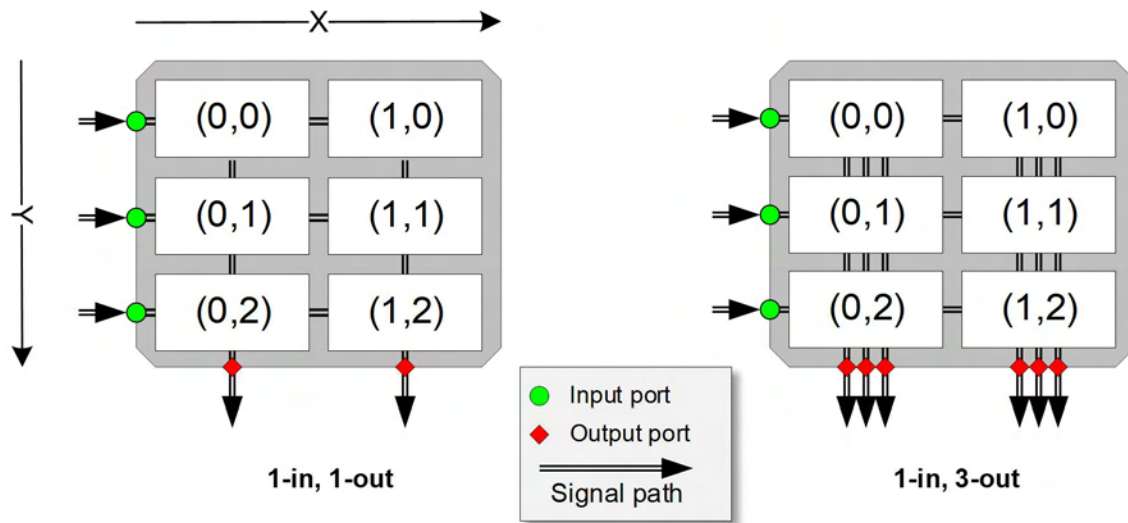 X
Y
(0,0) (1,0)
(0,1) (1,1)
(0,2) (1,2)
1-in, 1-out
(0,0) (1,0)
(0,1) (1,1)
(0,2) (1,2)
1-in, 3-out
Input port
Output port
Signal path